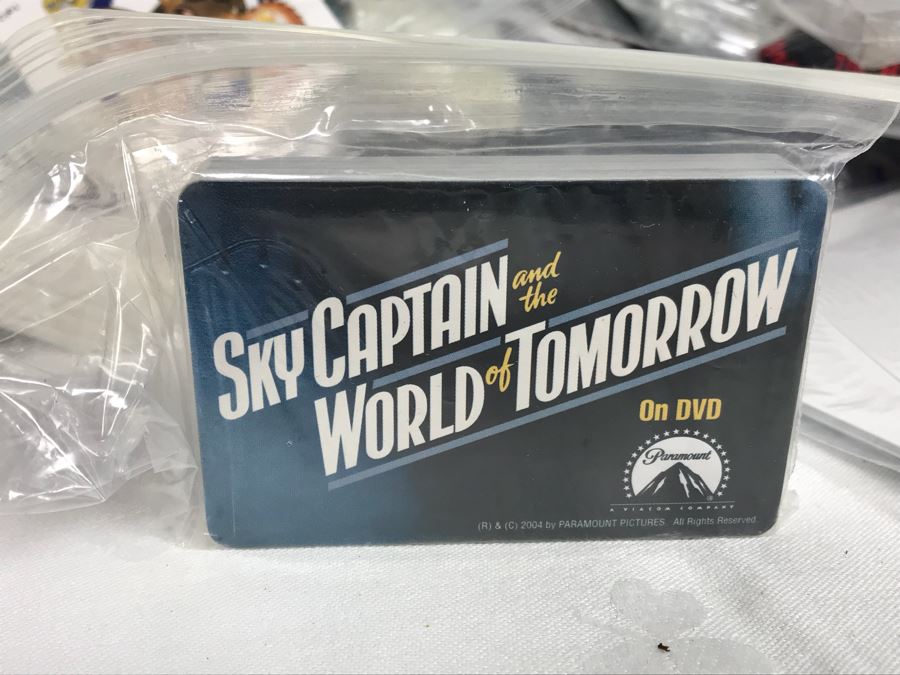 SKY CAPTAIN and the
WORLD of TOMORROW
On DVD
Paramount
A VIACOM COMPANY
(R) & (C) 2004 by PARAMOUNT PICTURES. All Rights Reserved.